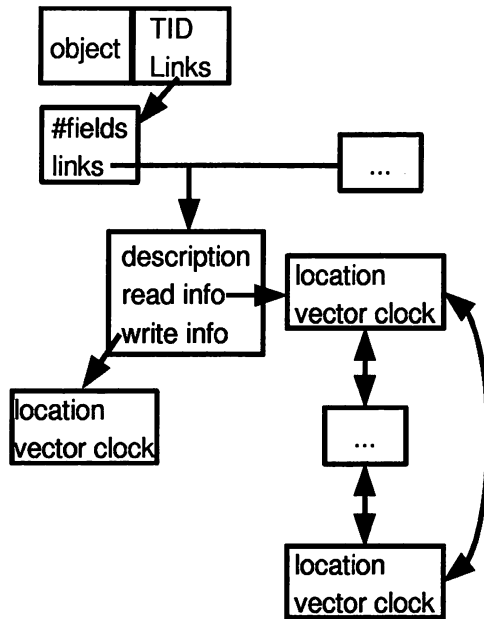 object
TID
Links
#fields
links
...
description
read info
write info
location
vector clock
location
vector clock
...
location
vector clock